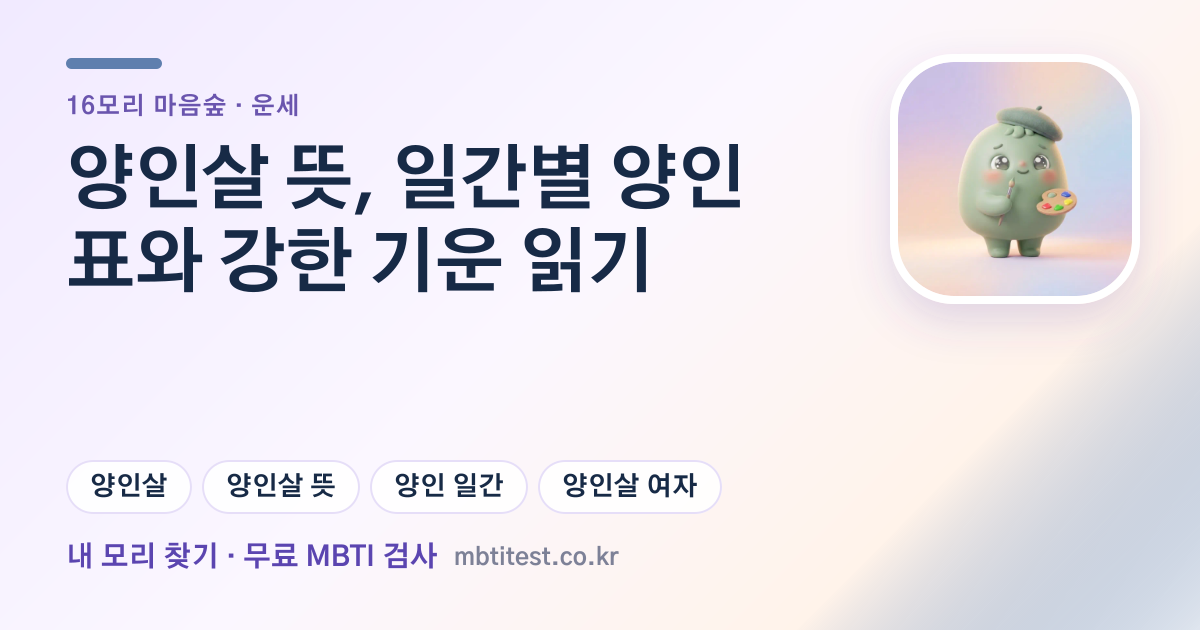 16모리 마음숲 · 운세
양인살 뜻, 일간별 양인
표와 강한 기운 읽기
양인살
양인살 뜻
양인 일간
양인살 여자
내 모리 찾기 · 무료 MBTI 검사 mbtitest.co.kr